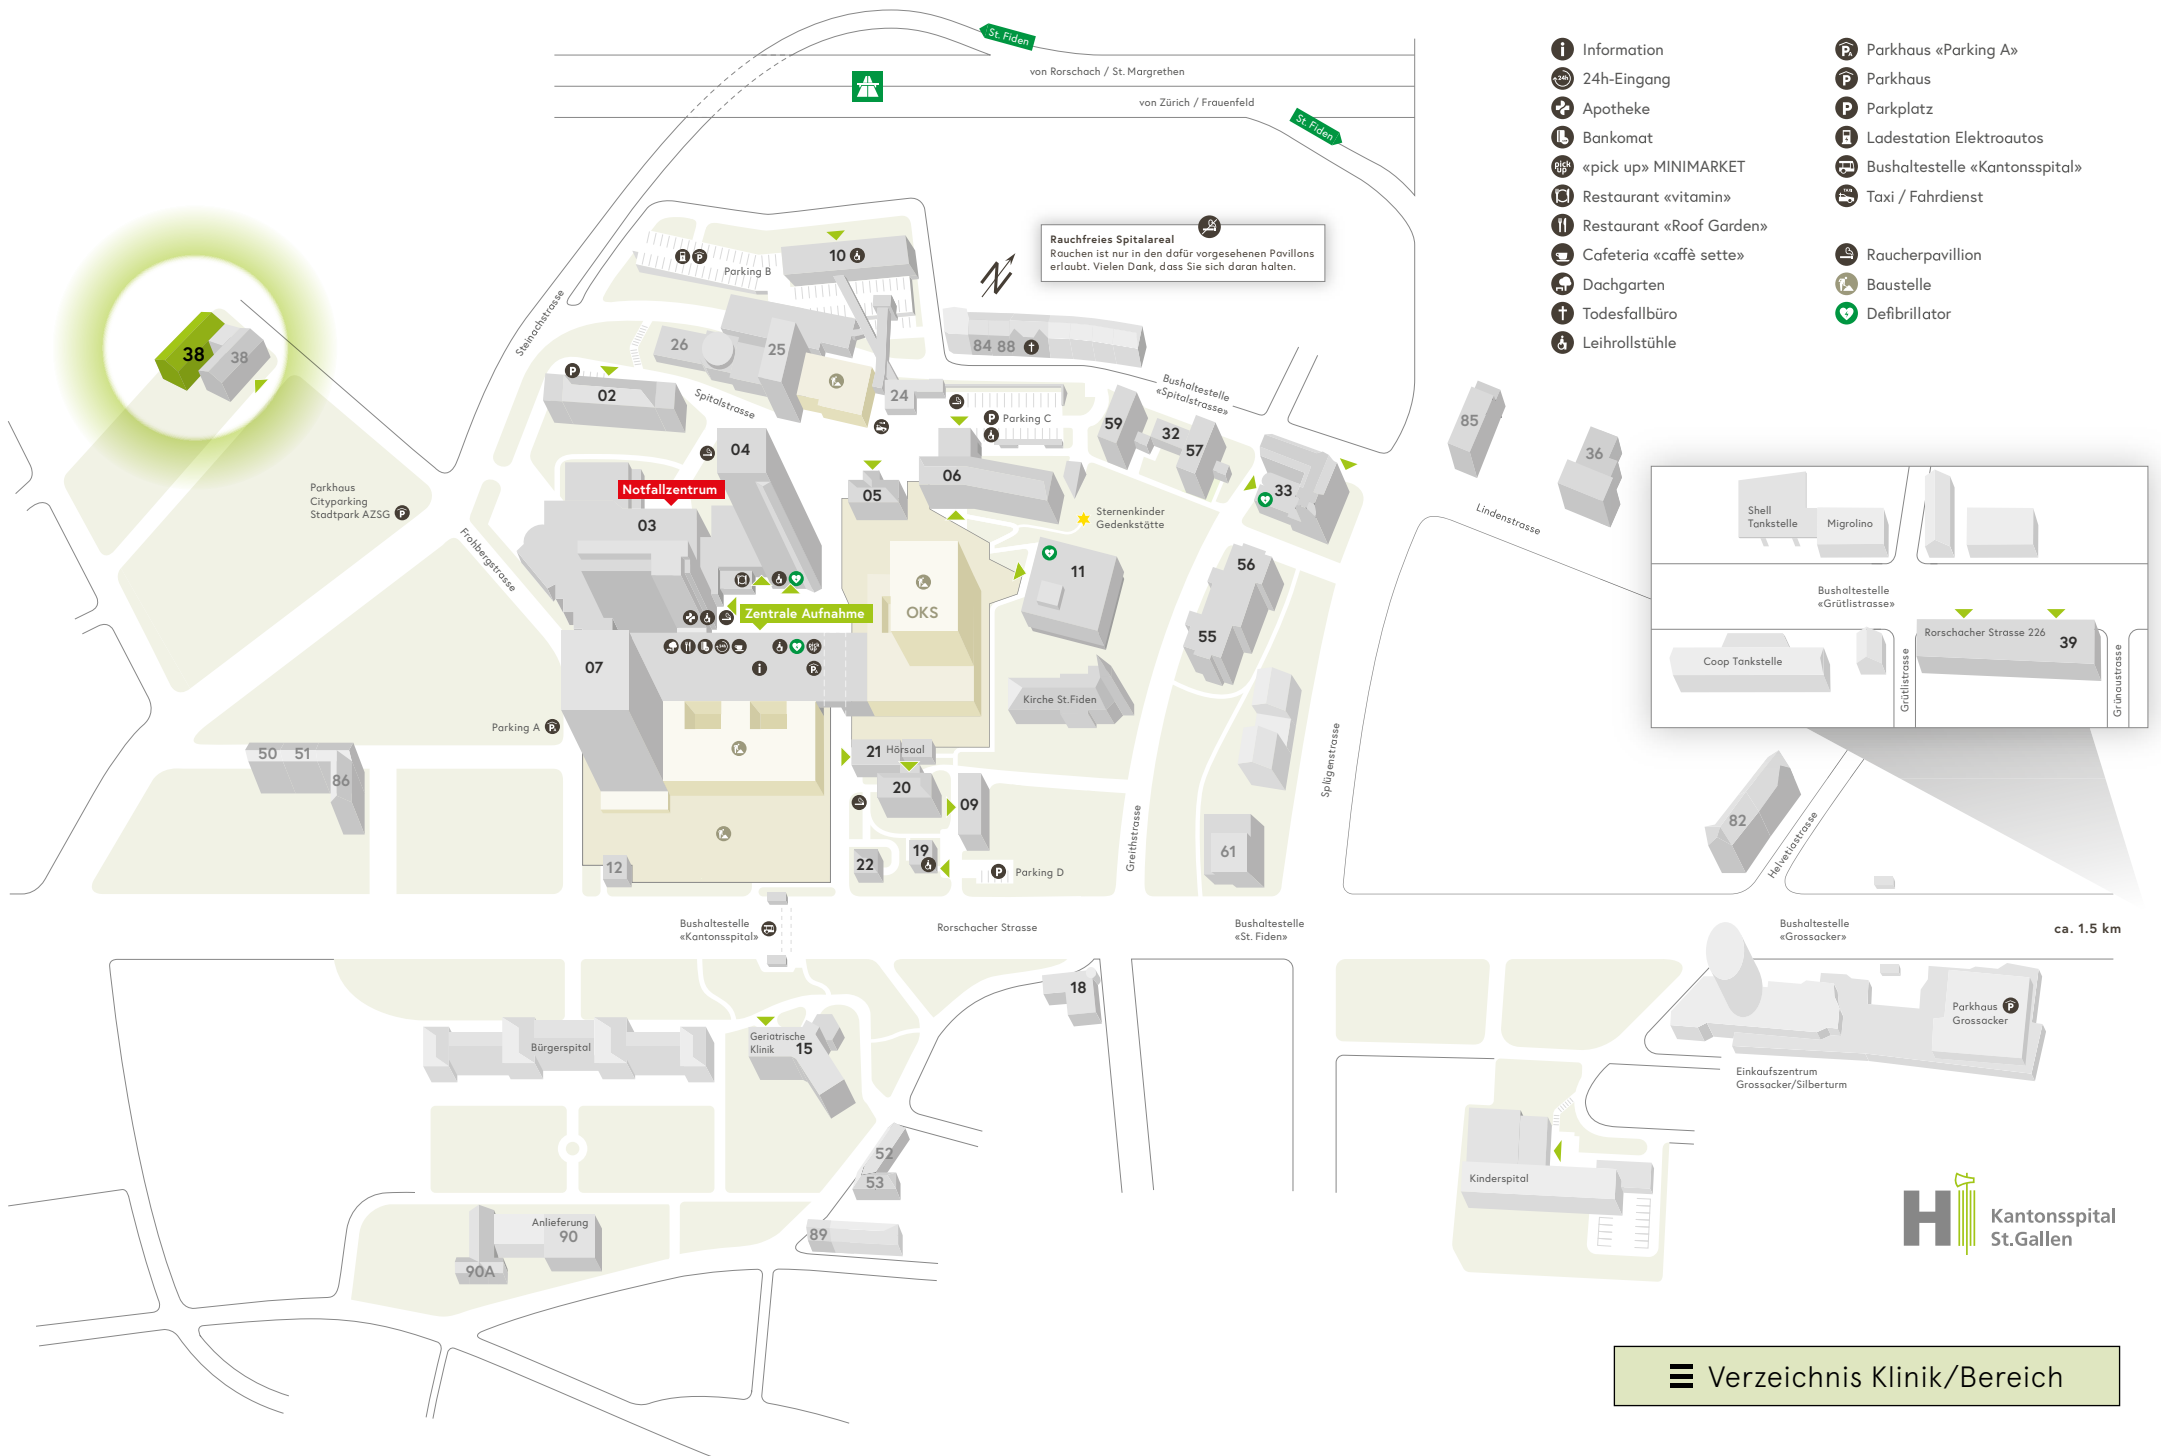 St. Fiden
von Rorschach / St. Margrethen
von Zürich / Frauenfeld
St. Fiden
Information
24h-Eingang
Apotheke
Bankomat
«pick up» MINIMARKET
Restaurant «vitamin»
Restaurant «Roof Garden»
Cafeteria «caffè sette»
Dachgarten
Todesfallbüro
Leihrollstühle
Parkhaus «Parking A»
Parkhaus
Parkplatz
Ladestation Elektroautos
Bushaltestelle «Kantonsspital»
Taxi / Fahrdienst
Raucherpavillion
Baustelle
Defibrillator
Rauchfreies Spitalareal
Rauchen ist nur in den dafür vorgesehenen Pavillons
erlaubt. Vielen Dank, dass Sie sich daran halten.
N
10
Parking B
Steinachstrasse
38
38
26
25
84 88
02
Spitalstrasse
24
Parking C
Bushaltestelle
«Spitalstrasse»
59
32
57
85
36
04
Notfallzentrum
03
05
06
33
Parkhaus
Cityparking
Stadtpark AZSG
Sternenkinder
Gedenkstätte
Lindenstrasse
Frohbergstrasse
11
56
55
OKS
Zentrale Aufnahme
07
Kirche St.Fiden
Parking A
Shell
Tankstelle
Migrolino
Bushaltestelle
«Grütlistrasse»
Rorschacher Strasse 226
39
Coop Tankstelle
Grütlistrasse
Grünaustrasse
50 51
86
21 Hörsaal
20
09
Splügenstrasse
Greithstrasse
82
Helvetiastrasse
61
12
22
19
Parking D
Bushaltestelle
«Kantonsspital»
Rorschacher Strasse
Bushaltestelle
«St. Fiden»
Bushaltestelle
«Grossacker»
ca. 1.5 km
18
Bürgerspital
Geriatrische
Klinik 15
Parkhaus
Grossacker
Einkaufszentrum
Grossacker/Silberturm
52
53
Kinderspital
89
Anlieferung
90
90A
Kantonsspital
St.Gallen
Verzeichnis Klinik/Bereich